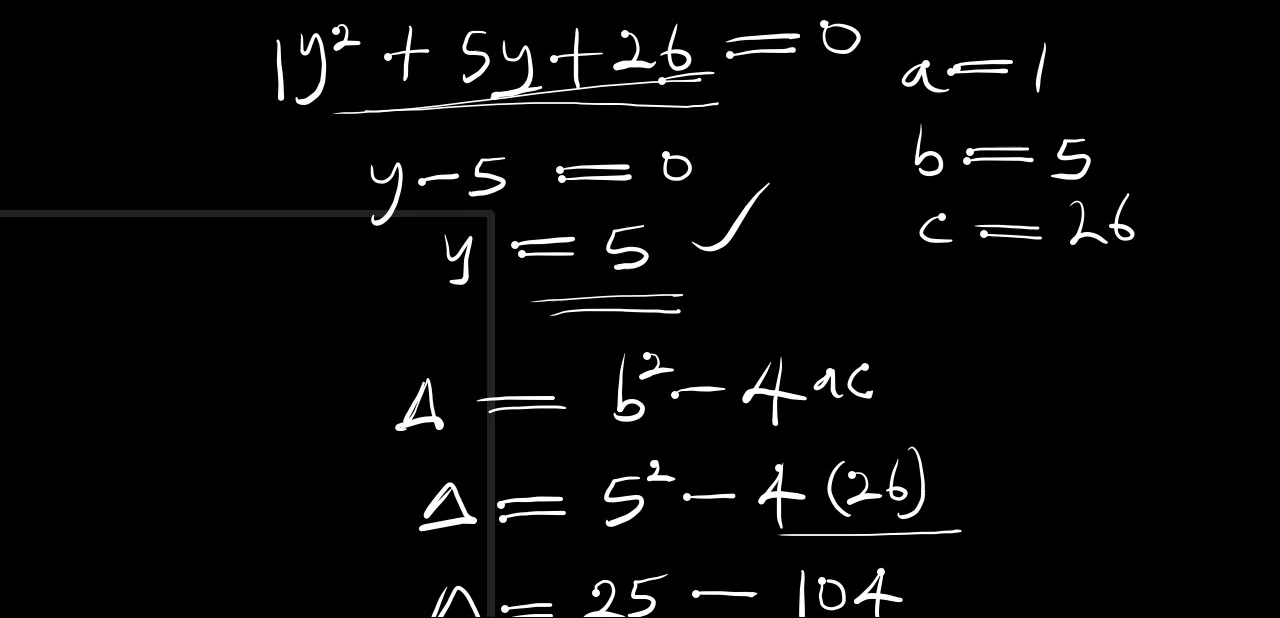 1y² + 5y + 26 = 0
a = 1
y - 5 = 0
b = 5
y = 5 ✓
c = 26
Δ = b² - 4ac
Δ = 5² - 4(26)
Δ = 25 - 104